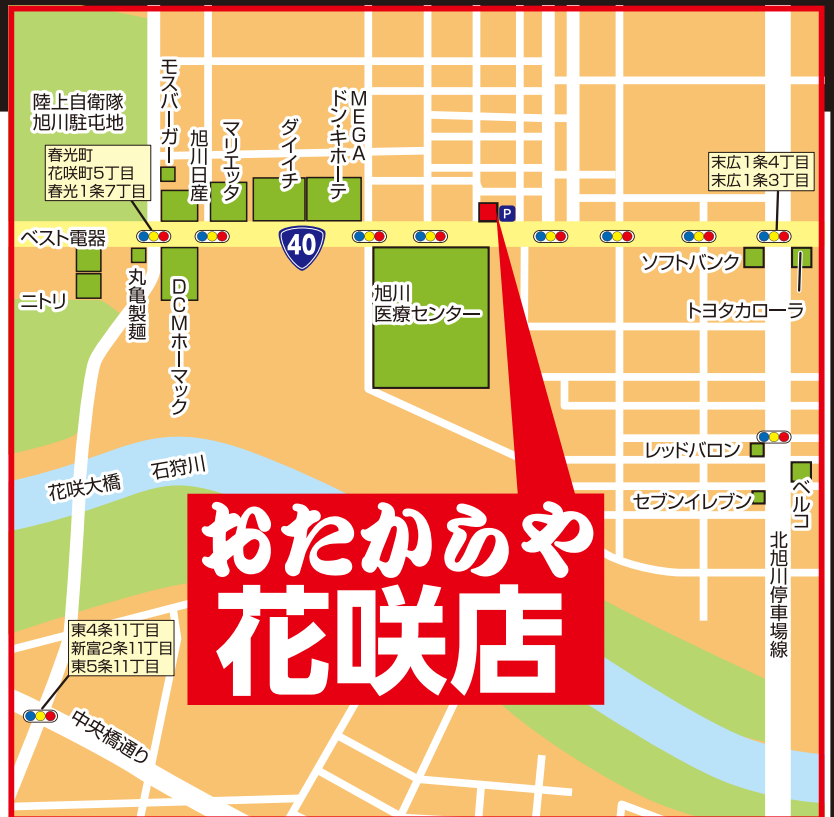 陸上自衛隊
旭川駐屯地
モスバーガー
旭川日産
マリエッタ
ダイイチ
MEGA
ドン・キホーテ
春光町
花咲町5丁目
春光1条7丁目
末広1条4丁目
末広1条3丁目
P
ベスト電器
40
ニトリ
丸亀製麺
DCMホーマック
旭川
医療センター
ソフトバンク
トヨタカローラ
レッドバロン
セブンイレブン
ベルコ
花咲大橋
石狩川
おたからや
花咲店
北旭川停車場線
東4条11丁目
新富2条11丁目
東5条11丁目
中央橋通り